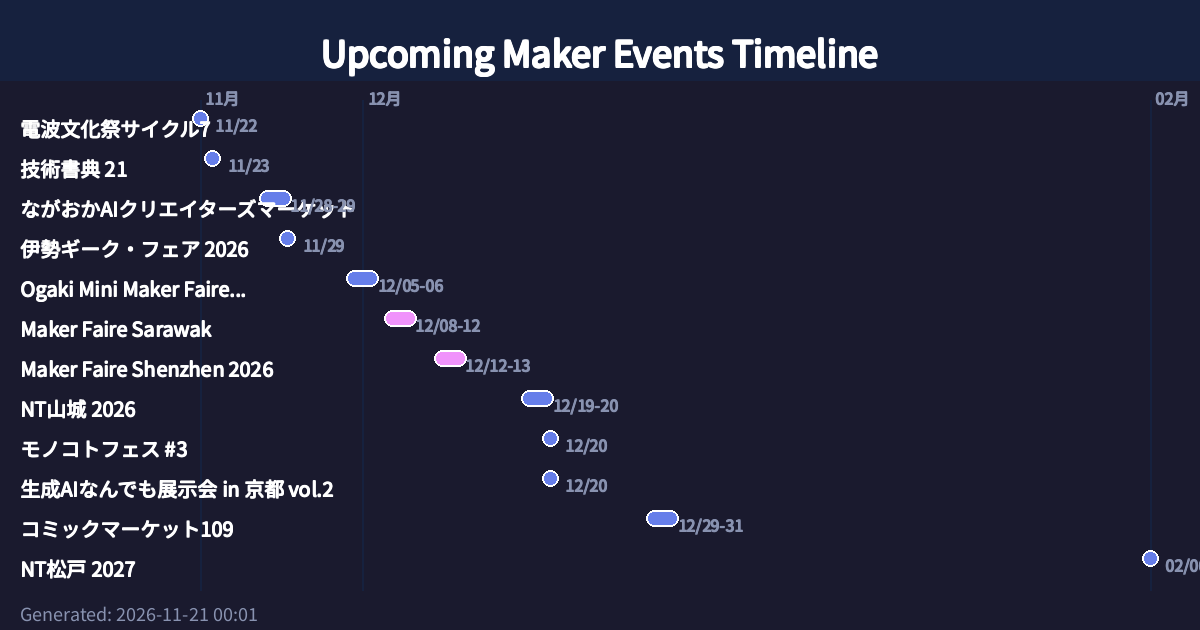 Upcoming Maker Events Timeline
11月 12月 02月
電波文化祭サイクル7 11/22
技術書典 21 11/23
ながおかAIクリエイターズマーケット 11/28-29
伊勢ギーク・フェア 2026 11/29
Ogaki Mini Maker Faire... 12/05-06
Maker Faire Sarawak 12/08-12
Maker Faire Shenzhen 2026 12/12-13
NT山城 2026 12/19-20
モノコトフェス #3 12/20
生成AIなんでも展示会 in 京都 vol.2 12/20
コミックマーケット109 12/29-31
NT松戸 2027
Generated: 2026-11-21 00:01